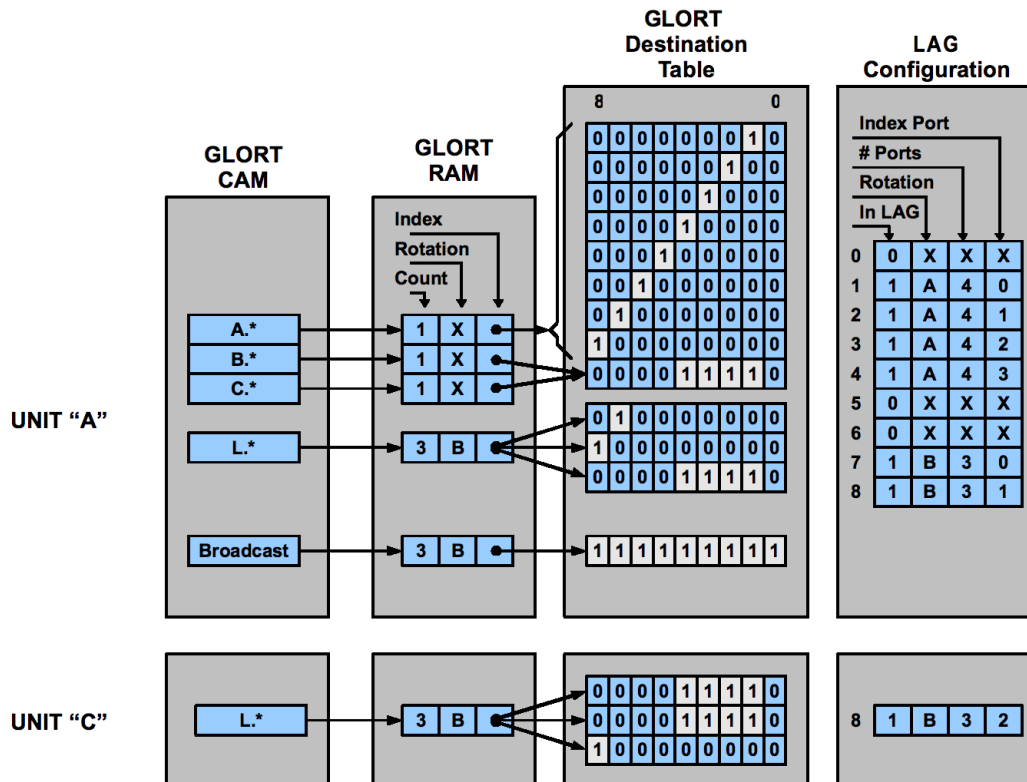 GLORT
Destination
Table
LAG
Configuration
GLORT
CAM
GLORT
RAM
8 0
Index
Rotation
Count
Index Port
# Ports
Rotation
In LAG
0 0 0 0 0 0 0 1 0
0 0 0 0 0 0 1 0 0
0 0 0 0 0 1 0 0 0
0 0 0 0 1 0 0 0 0
0 0 0 1 0 0 0 0 0
0 0 1 0 0 0 0 0 0
0 1 0 0 0 0 0 0 0
1 0 0 0 0 0 0 0 0
0 0 0 0 1 1 1 1 0
0 0 X X X
1 1 A 4 0
2 1 A 4 1
3 1 A 4 2
4 1 A 4 3
5 0 X X X
6 0 X X X
7 1 B 3 0
8 1 B 3 1
UNIT “A”
A.* 1 X
B.* 1 X
C.* 1 X
L.* 3 B
0 1 0 0 0 0 0 0 0
1 0 0 0 0 0 0 0 0
0 0 0 0 1 1 1 1 0
Broadcast 3 B 1 1 1 1 1 1 1 1 1
UNIT “C”
L.* 3 B
0 0 0 0 1 1 1 1 0
0 0 0 0 1 1 1 1 0
1 0 0 0 0 0 0 0 0
8 1 B 3 2